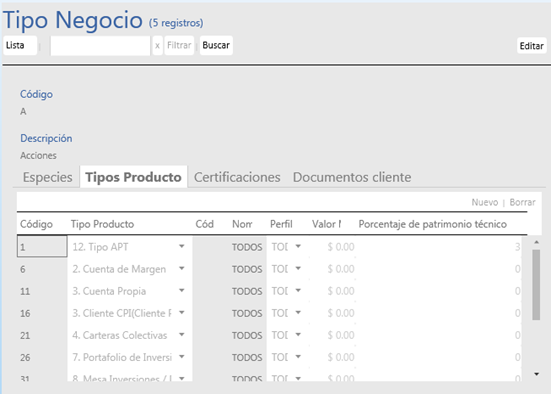 Tipo Negocio (5 registros)
Lista x Filtrar Buscar Editar
Código
A
Descripción
Acciones
Especies Tipos Producto Certificaciones Documentos cliente
Nuevo | Borrar
Código Tipo Producto Cód Nom Perfil Valor M Porcentaje de patrimonio técnico
1 12. Tipo APT TODOS TOD $ 0.00 3
6 2. Cuenta de Margen TODOS TOD $ 0.00 0
11 3. Cuenta Propia TODOS TOD $ 0.00 0
16 3. Cliente CPI(Cliente P TODOS TOD $ 0.00 0
21 4. Carteras Colectivas TODOS TOD $ 0.00 0
26 7. Portafolio de Inversi TODOS TOD $ 0.00 0
31 8. Mesa Inversiones / TODOS TOD $ 0.00 0